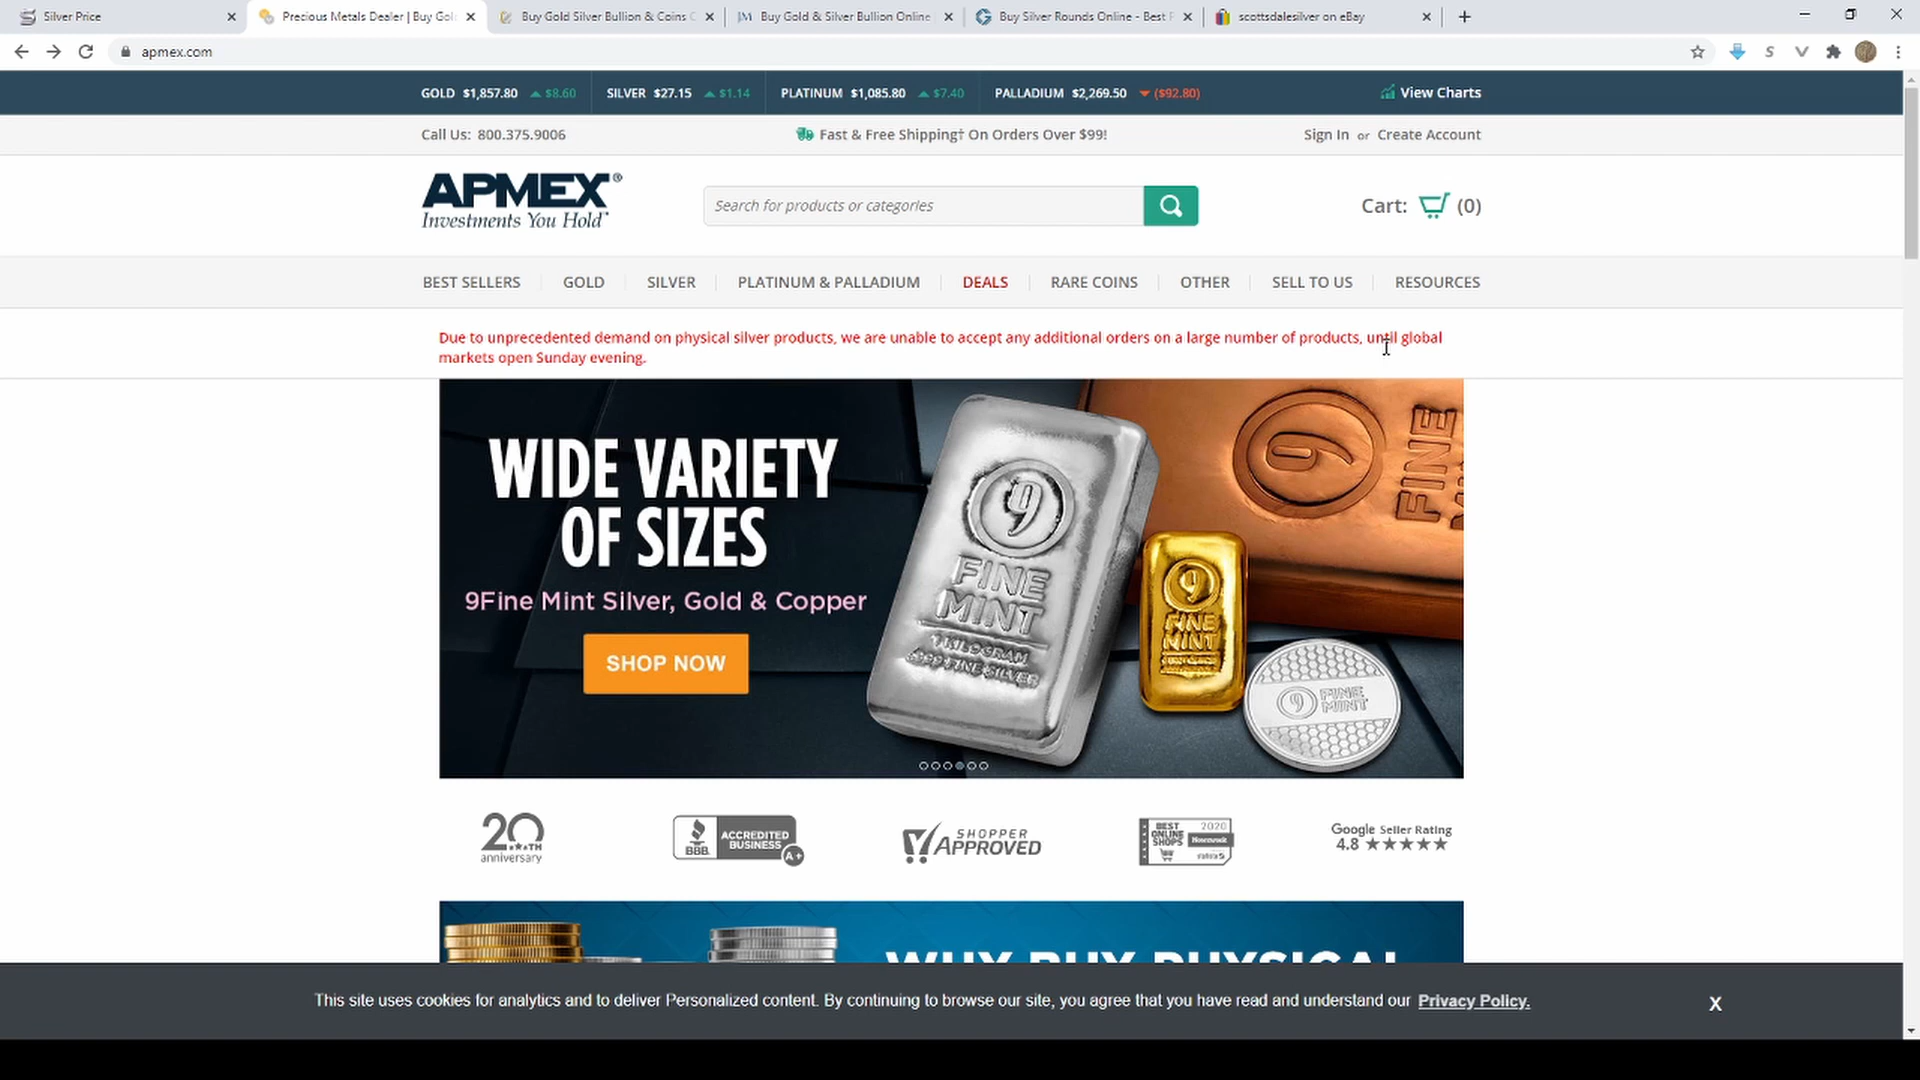 Silver Price
Precious Metals Dealer | Buy Gol
Buy Gold Silver Bullion & Coins
Buy Gold & Silver Bullion Online
Buy Silver Rounds Online - Best
scottsdalesilver on eBay
apmex.com
GOLD $1,857.80 $8.60 SILVER $27.15 $1.14 PLATINUM $1,085.80 $7.40 PALLADIUM $2,269.50 ($92.80) View Charts
Call Us: 800.375.9006 Fast & Free Shipping† On Orders Over $99! Sign In or Create Account
APMEX®
Investments You Hold™
Search for products or categories
Cart: (0)
BEST SELLERS GOLD SILVER PLATINUM & PALLADIUM DEALS RARE COINS OTHER SELL TO US RESOURCES
Due to unprecedented demand on physical silver products, we are unable to accept any additional orders on a large number of products, until global
markets open Sunday evening.
WIDE VARIETY
OF SIZES
9Fine Mint Silver, Gold & Copper
SHOP NOW
9
FINE
MINT
1 KILOGRAM
.999 FINE SILVER
9
FINE
MINT
9
FINE
9 FINE
MINT
20TH
anniversary
BBB ACCREDITED
BUSINESS
A+
SHOPPER
APPROVED
BEST
ONLINE
SHOPS
2020
Newsweek
statista
Google Seller Rating
4.8 ★★★★★
WHY BUY PHYSICAL
This site uses cookies for analytics and to deliver Personalized content. By continuing to browse our site, you agree that you have read and understand our Privacy Policy.
X